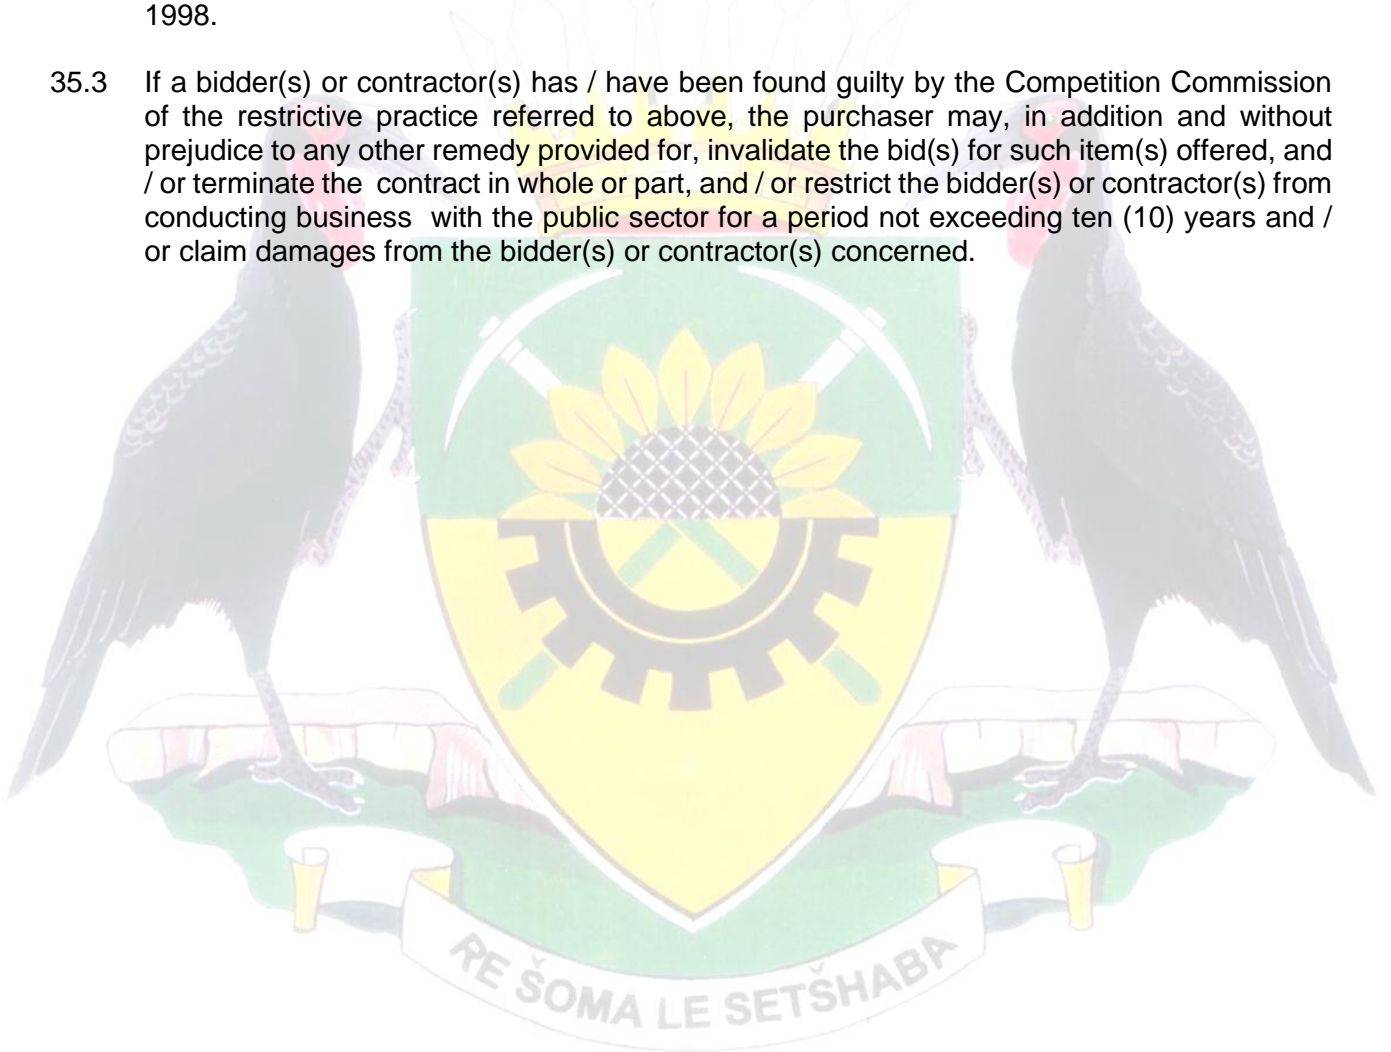 1998.
35.3 If a bidder(s) or contractor(s) has / have been found guilty by the Competition Commission
of the restrictive practice referred to above, the purchaser may, in addition and without
prejudice to any other remedy provided for, invalidate the bid(s) for such item(s) offered, and
/ or terminate the contract in whole or part, and / or restrict the bidder(s) or contractor(s) from
conducting business with the public sector for a period not exceeding ten (10) years and /
or claim damages from the bidder(s) or contractor(s) concerned.
RE ŠOMA LE SETŠHABA